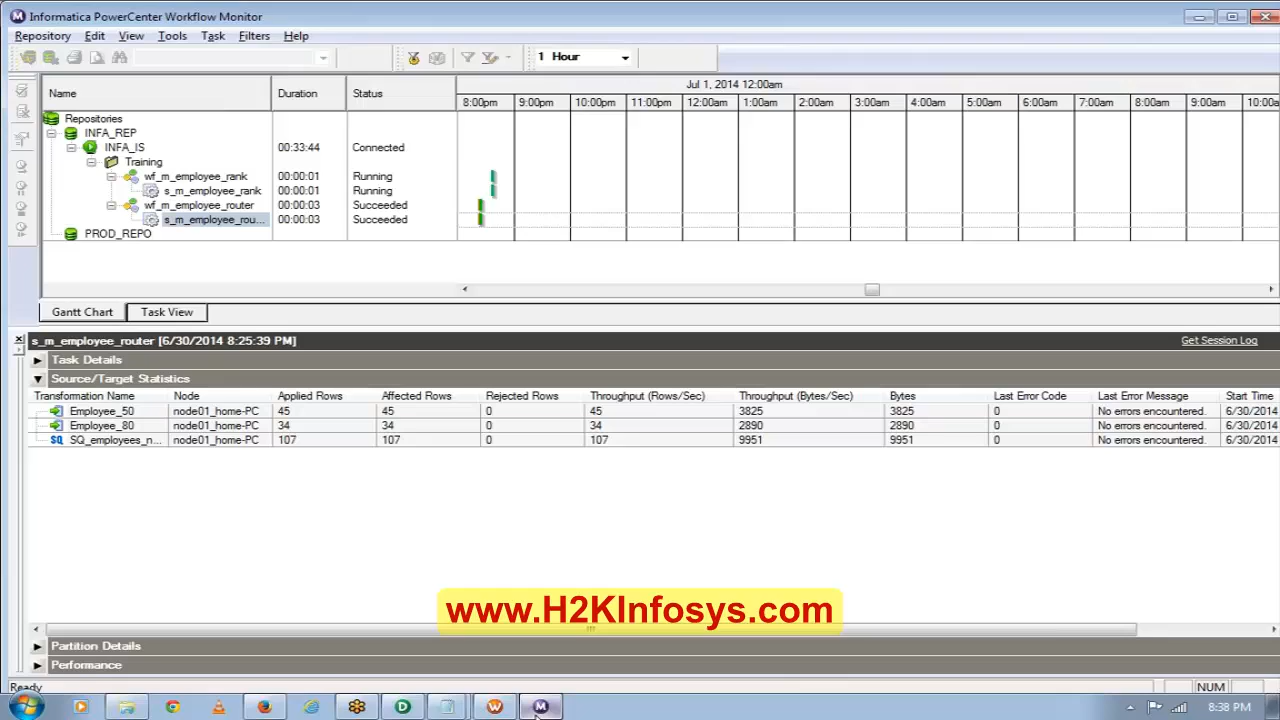 Informatica PowerCenter Workflow Monitor
Repository Edit View Tools Task Filters Help
1 Hour
Jul 1, 2014 12:00am
Name Duration Status 8:00pm 9:00pm 10:00pm 11:00pm 12:00am 1:00am 2:00am 3:00am 4:00am 5:00am 6:00am 7:00am 8:00am 9:00am 10:00a
Repositories
INFA_REP
INFA_IS 00:33:44 Connected
Training
wf_m_employee_rank 00:00:01 Running
s_m_employee_rank 00:00:01 Running
wf_m_employee_router 00:00:03 Succeeded
s_m_employee_rou... 00:00:03 Succeeded
PROD_REPO
Gantt Chart Task View
s_m_employee_router [6/30/2014 8:25:39 PM] Get Session Log
Task Details
Source/Target Statistics
Transformation Name Node Applied Rows Affected Rows Rejected Rows Throughput (Rows/Sec) Throughput (Bytes/Sec) Bytes Last Error Code Last Error Message Start Time
Employee_50 node01_home-PC 45 45 0 45 3825 3825 0 No errors encountered. 6/30/2014
Employee_80 node01_home-PC 34 34 0 34 2890 2890 0 No errors encountered. 6/30/2014
SQ SQ_employees_n... node01_home-PC 107 107 0 107 9951 9951 0 No errors encountered. 6/30/2014
www.H2KInfosys.com
Partition Details
Performance
Ready NUM
8:38 PM